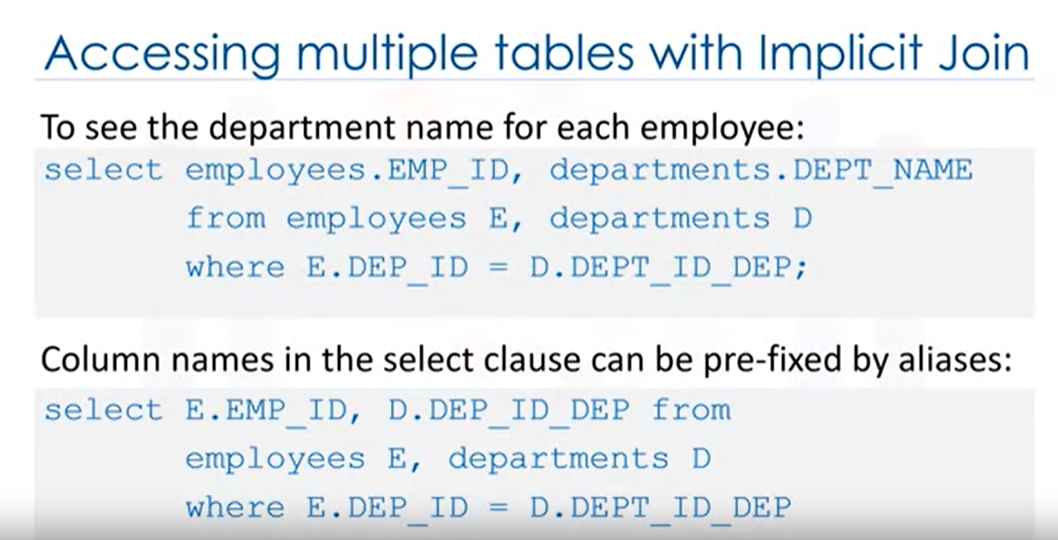 Accessing multiple tables with Implicit Join
To see the department name for each employee:
select employees.EMP_ID, departments.DEPT_NAME
from employees E, departments D
where E.DEP_ID = D.DEPT_ID_DEP;
Column names in the select clause can be pre-fixed by aliases:
select E.EMP_ID, D.DEP_ID_DEP from
employees E, departments D
where E.DEP_ID = D.DEPT_ID_DEP